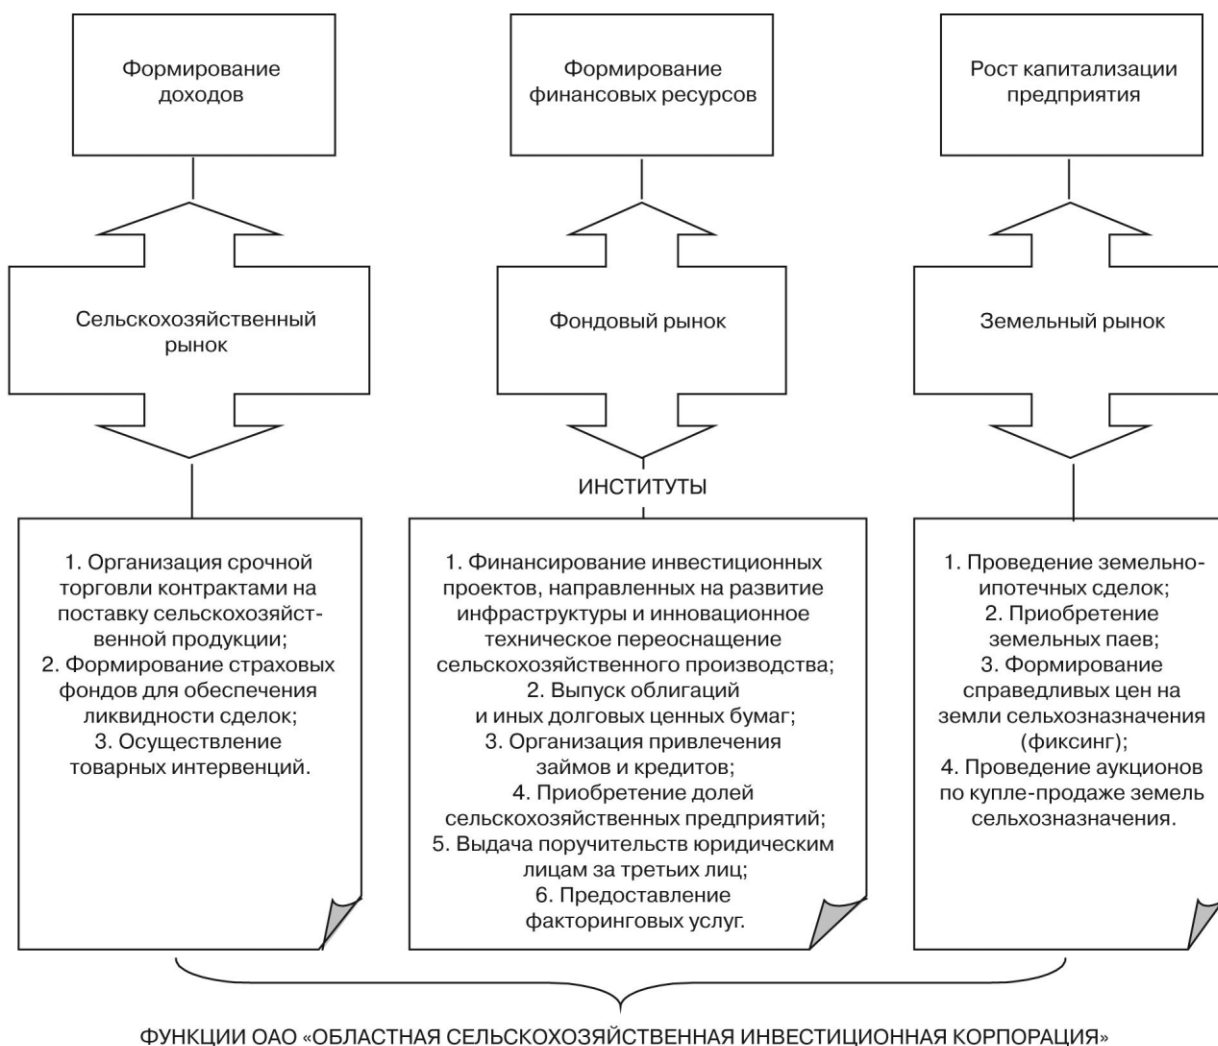 Формирование
доходов
Формирование
финансовых ресурсов
Рост капитализации
предприятия
Сельскохозяйственный
рынок
Фондовый рынок
Земельный рынок
ИНСТИТУТЫ
1. Организация срочной
торговли контрактами на
поставку сельскохозяйст-
венной продукции;
2. Формирование страховых
фондов для обеспечения
ликвидности сделок;
3. Осуществление
товарных интервенций.
1. Финансирование инвестиционных
проектов, направленных на развитие
инфраструктуры и инновационное
техническое переоснащение
сельскохозяйственного производства;
2. Выпуск облигаций
и иных долговых ценных бумаг;
3. Организация привлечения
займов и кредитов;
4. Приобретение долей
сельскохозяйственных предприятий;
5. Выдача поручительств юридическим
лицам за третьих лиц;
6. Предоставление
факторинговых услуг.
1. Проведение земельно-
ипотечных сделок;
2. Приобретение
земельных паев;
3. Формирование
справедливых цен на
земли сельхозназначения
(фиксинг);
4. Проведение аукционов
по купле-продаже земель
сельхозназначения.
ФУНКЦИИ ОАО «ОБЛАСТНАЯ СЕЛЬСКОХОЗЯЙСТВЕННАЯ ИНВЕСТИЦИОННАЯ КОРПОРАЦИЯ»